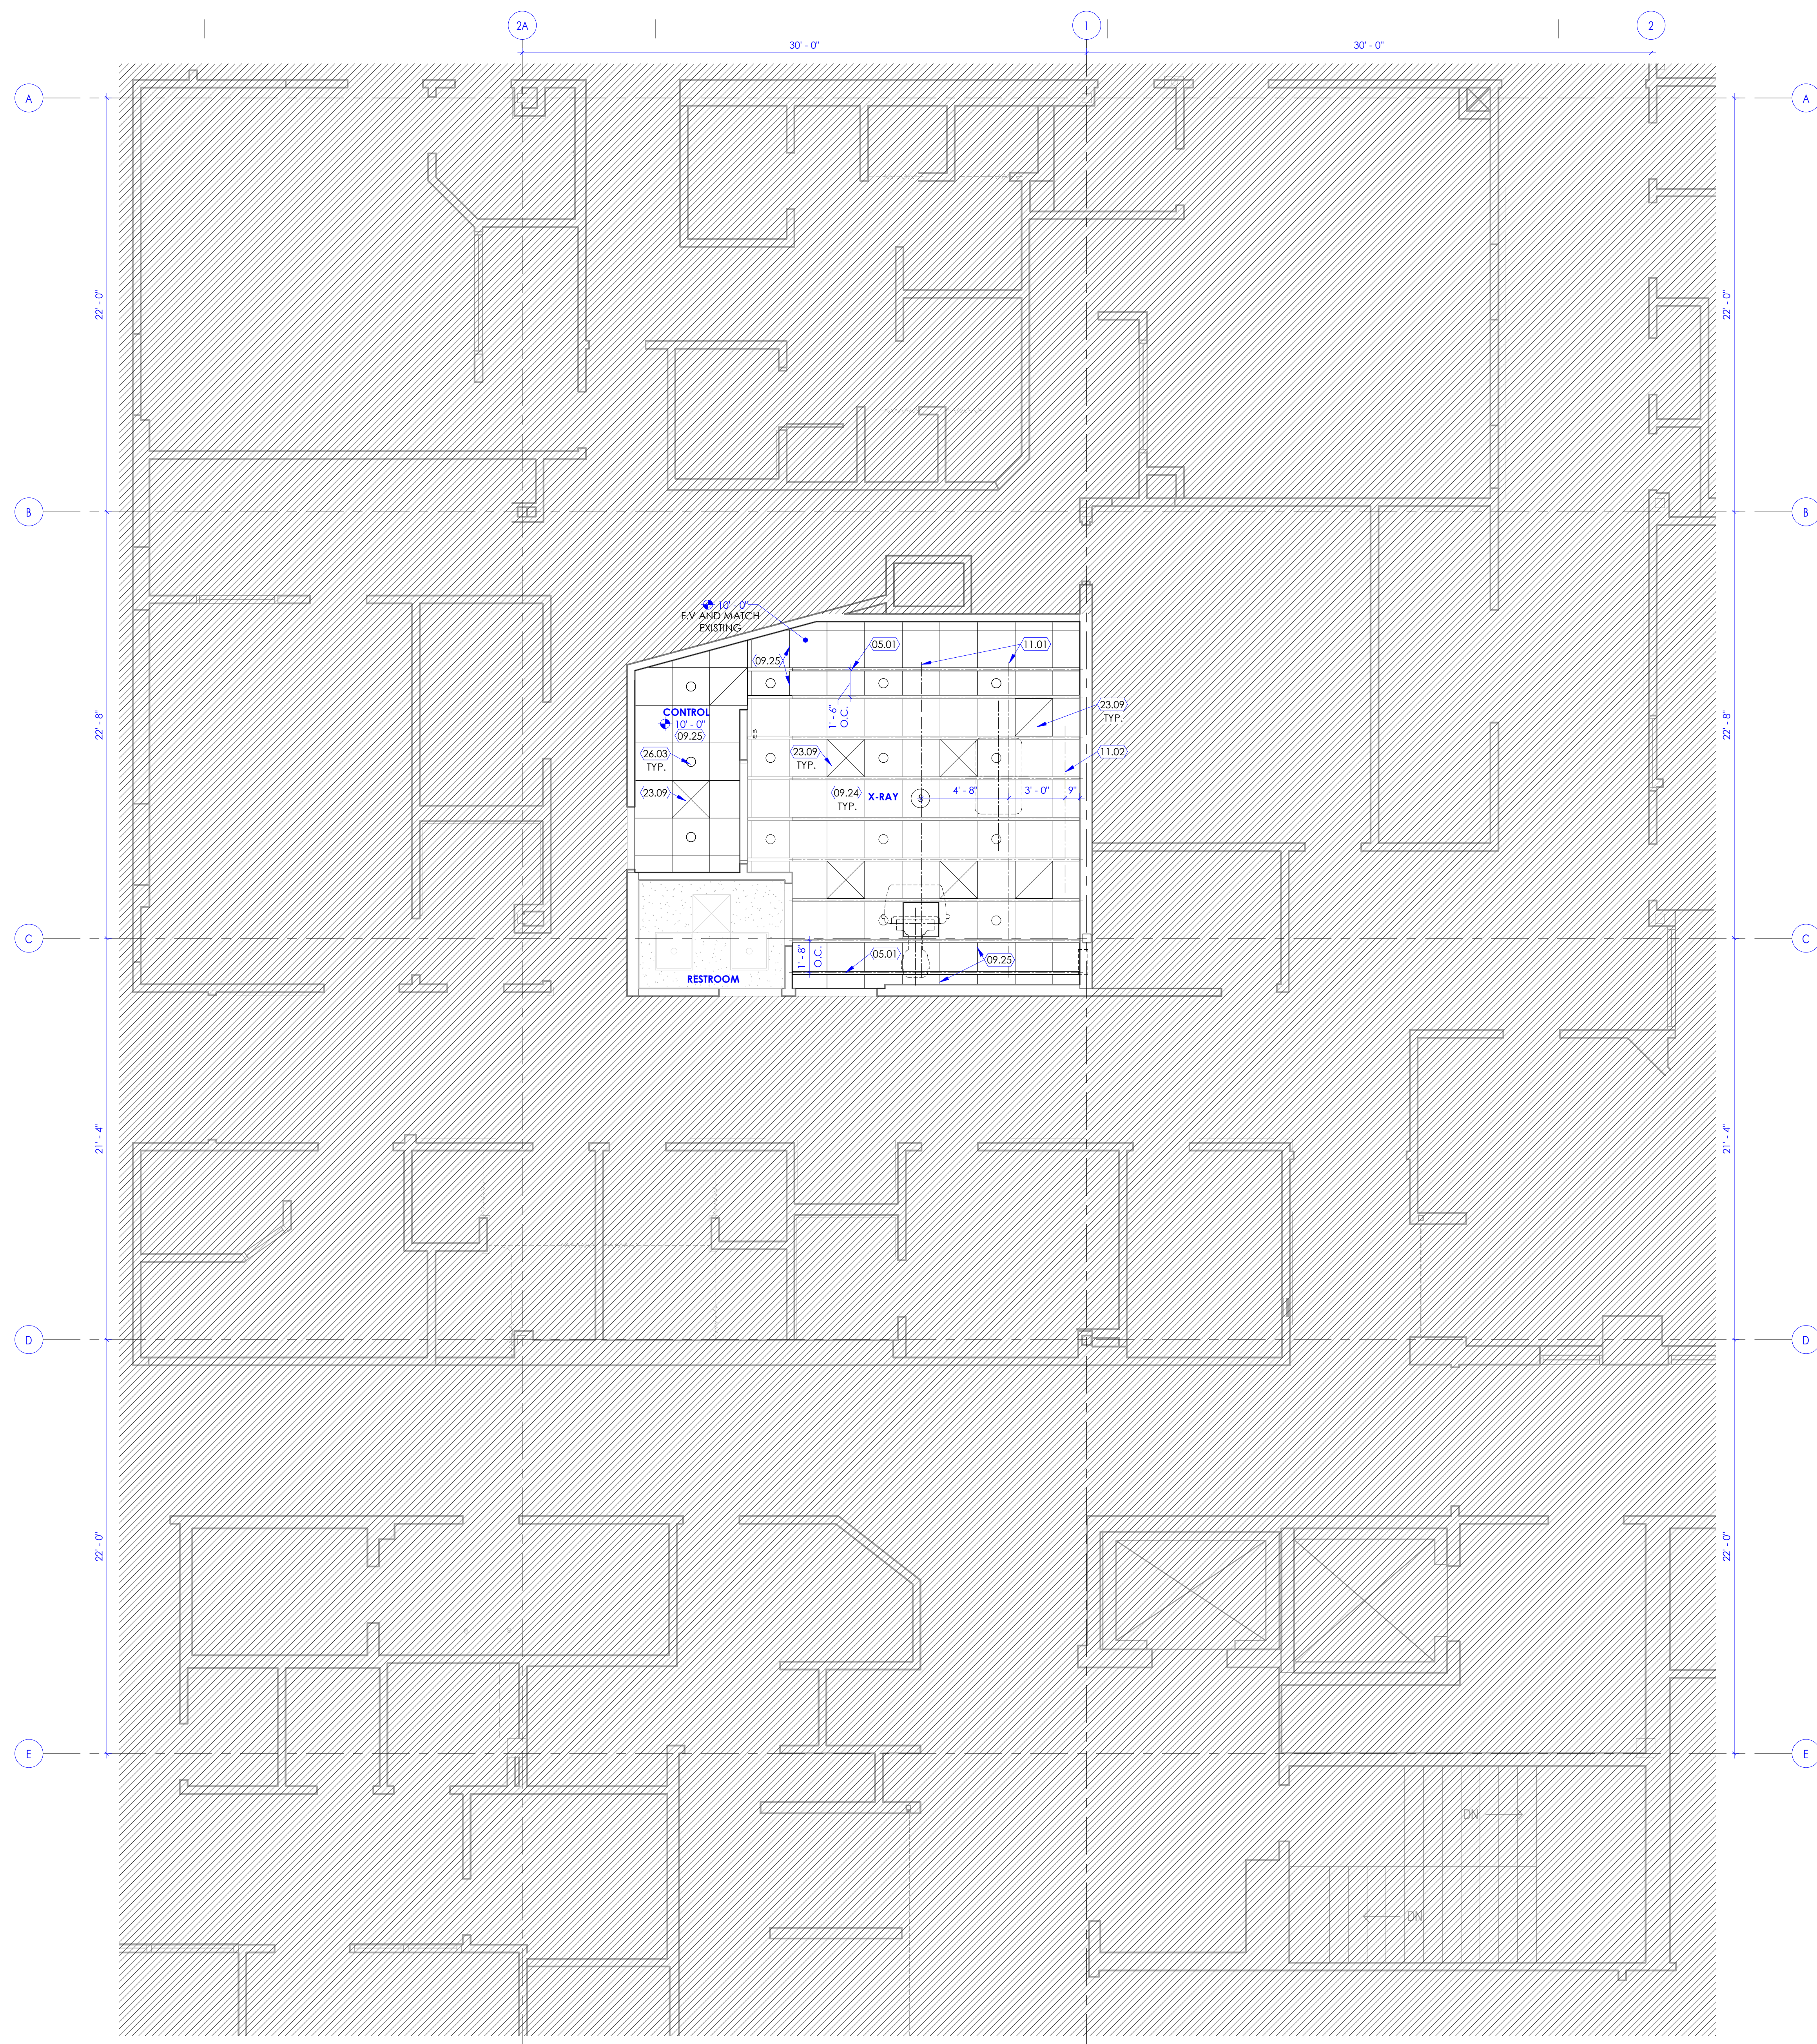 2A
1
2
30' - 0"
30' - 0"
A
A
22' - 0"
22' - 0"
B
B
10' - 0"
F.V AND MATCH
EXISTING
05.01
11.01
09.25
1' - 6"
O.C.
23.09
TYP.
CONTROL
10' - 0"
09.25
22' - 8"
22' - 8"
26.03
TYP.
23.09
TYP.
11.02
23.09
09.24
TYP.
X-RAY
4' - 8"
3' - 0"
9"
1' - 8"
O.C.
05.01
09.25
RESTROOM
C
C
21' - 4"
21' - 4"
D
D
22' - 0"
22' - 0"
E
E
DN
DN